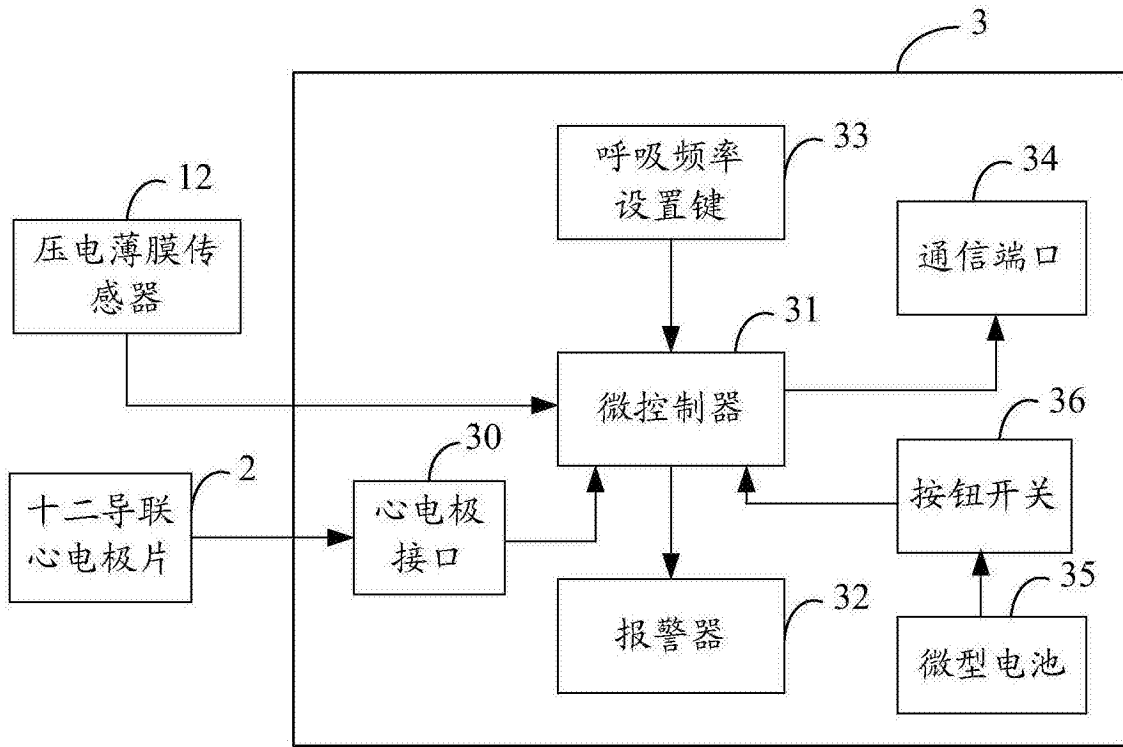 3
33
呼吸频率
设置键
34
通信端口
12
压电薄膜传
感器
31
微控制器
36
按钮开关
30
心电极
接口
2
十二导联
心电极片
32
报警器
35
微型电池